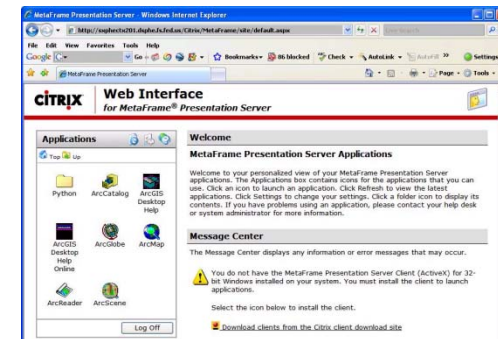 MetaFrame Presentation Server - Windows Internet Explorer
File Edit View Favorites Tools Help
Google Go Bookmarks 86 blocked Check AutoLink AutoFill Settings
MetaFrame Presentation Server Page Tools
CITRIX Web Interface
for MetaFrame® Presentation Server
Applications
Top Up
Python ArcCatalog ArcGIS Desktop Help
ArcGIS Desktop Help Online ArcGlobe ArcMap
ArcReader ArcScene
Log Off
Welcome
MetaFrame Presentation Server Applications
Welcome to your personalized view of your MetaFrame Presentation Server
applications. The Applications box contains icons for the applications that you can
use. Click an icon to launch an application. Click Refresh to view the latest
applications. Click Settings to change your settings. Click a folder icon to display its
contents. If you have problems using an application, please contact your help desk
or system administrator for more information.
Message Center
The Message Center displays any information or error messages that may occur.
You do not have the MetaFrame Presentation Server Client (ActiveX) for 32-
bit Windows installed on your system. You must install the client to launch
applications.
Select the icon below to install the client.
Download clients from the Citrix client download site